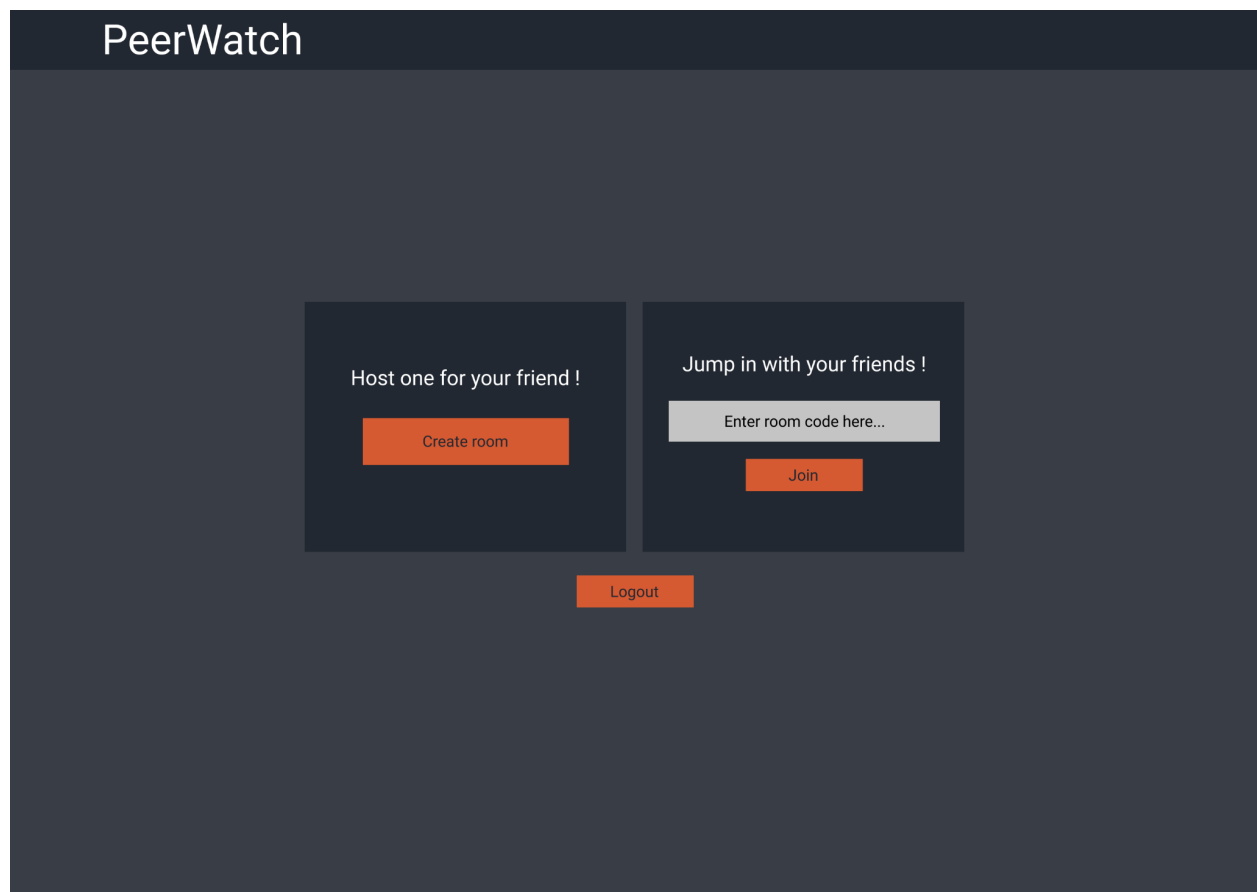 PeerWatch
Host one for your friend !
Create room
Jump in with your friends !
Enter room code here...
Join
Logout